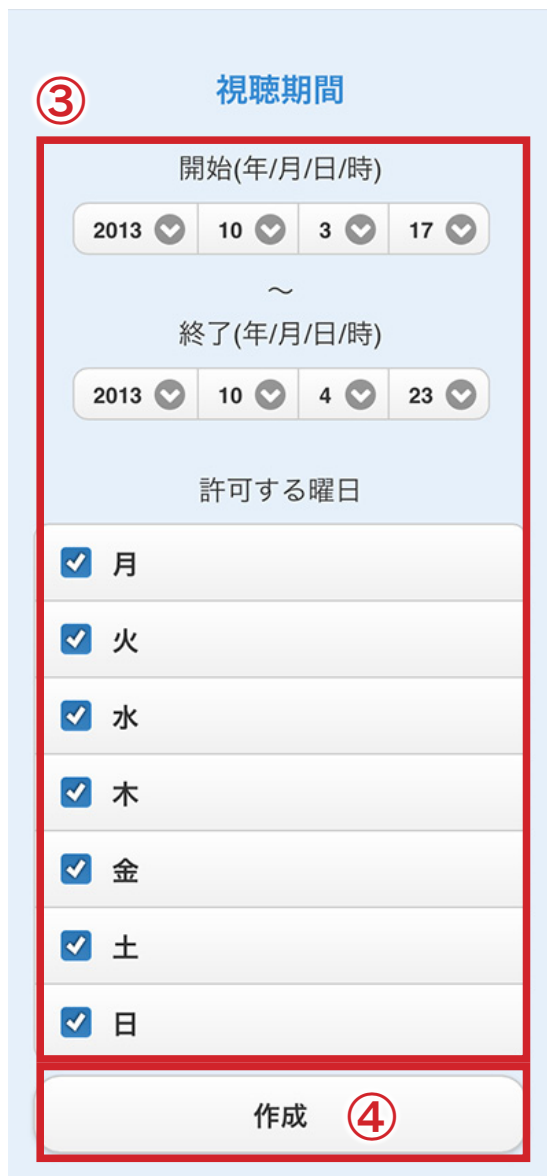 ③ 視聴期間
開始(年/月/日/時)
2013 10 3 17
～
終了(年/月/日/時)
2013 10 4 23
許可する曜日
月
火
水
木
金
土
日
作成 ④